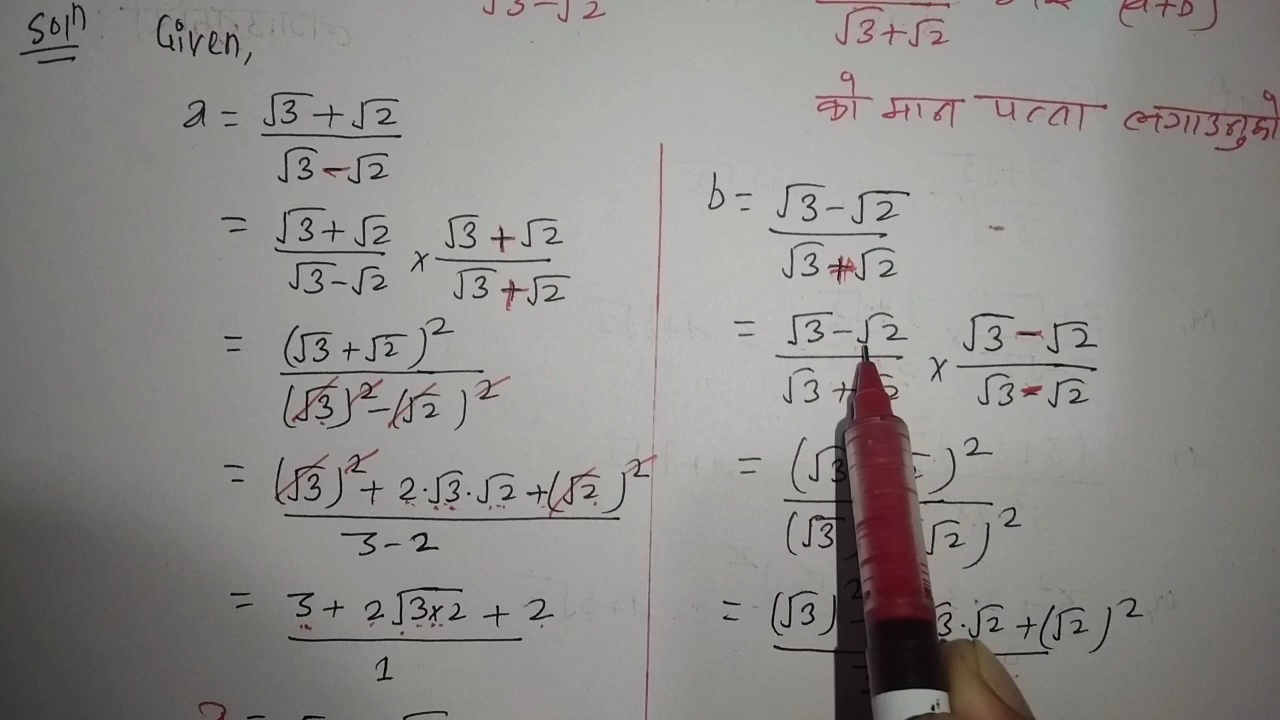 √3-√2
√3+√2 (a+b)
को मान पत्ता लगाउनुको
Solⁿ Given,
a = (√3+√2)/(√3-√2)
= (√3+√2)/(√3-√2) × (√3+√2)/(√3+√2)
= (√3+√2)²/((√3)²-(√2)²)
= ((√3)²+2·√3·√2+(√2)²)/(3-2)
= (3+2√(3×2)+2)/1
b = (√3-√2)/(√3+√2)
= (√3-√2)/(√3+√2) × (√3-√2)/(√3-√2)
= (√3 )²/((√3 √2)²
= (√3) 3·√2+(√2)²